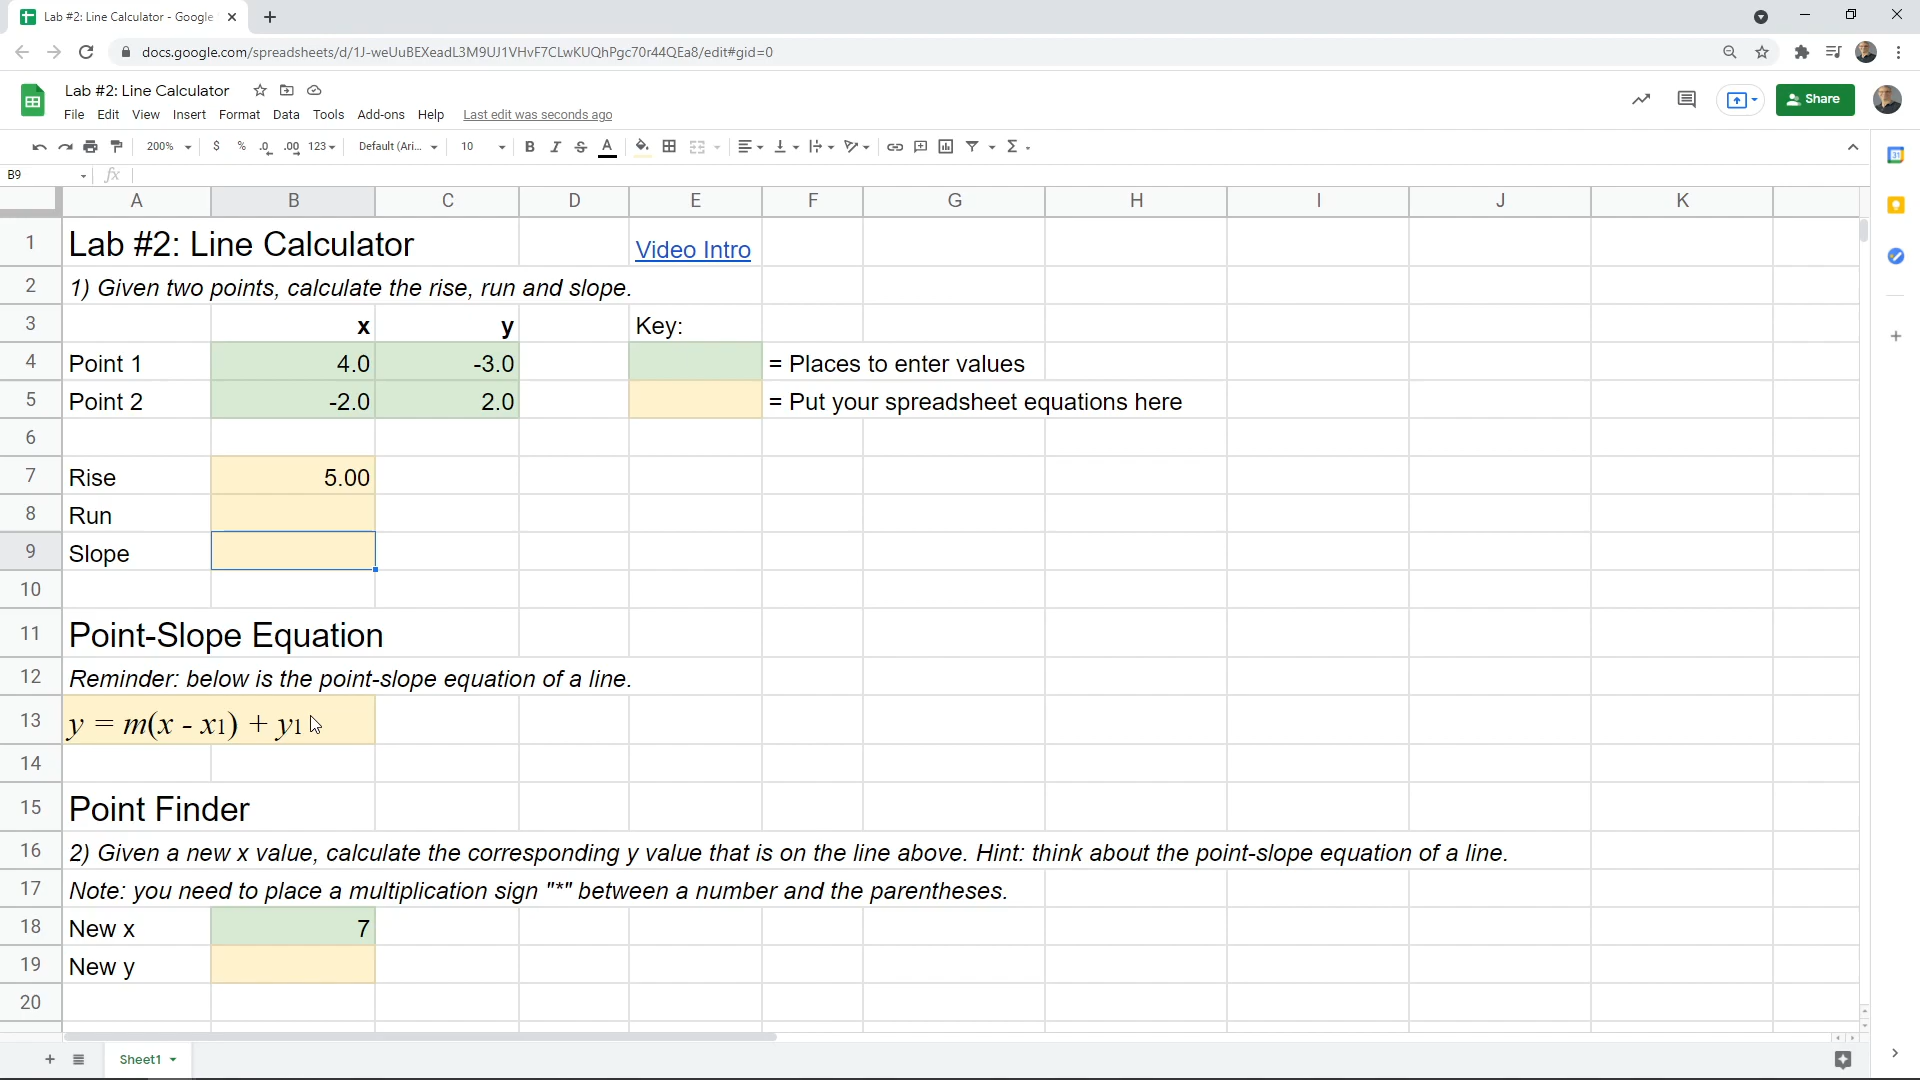 Lab #2: Line Calculator - Google
docs.google.com/spreadsheets/d/1J-weUuBEXeadL3M9UJ1VHvF7CLwKUQhPgc70r44QEa8/edit#gid=0
Lab #2: Line Calculator
File Edit View Insert Format Data Tools Add-ons Help Last edit was seconds ago
Share
200% $ % .0 .00 123 Default (Ari... 10 B I S A Σ
B9 fx
A B C D E F G H I J K
1 Lab #2: Line Calculator Video Intro
2 1) Given two points, calculate the rise, run and slope.
3 x y Key:
4 Point 1 4.0 -3.0 = Places to enter values
5 Point 2 -2.0 2.0 = Put your spreadsheet equations here
6
7 Rise 5.00
8 Run
9 Slope
10
11 Point-Slope Equation
12 Reminder: below is the point-slope equation of a line.
13 y = m(x - x1) + y1
14
15 Point Finder
16 2) Given a new x value, calculate the corresponding y value that is on the line above. Hint: think about the point-slope equation of a line.
17 Note: you need to place a multiplication sign "*" between a number and the parentheses.
18 New x 7
19 New y
20
Sheet1